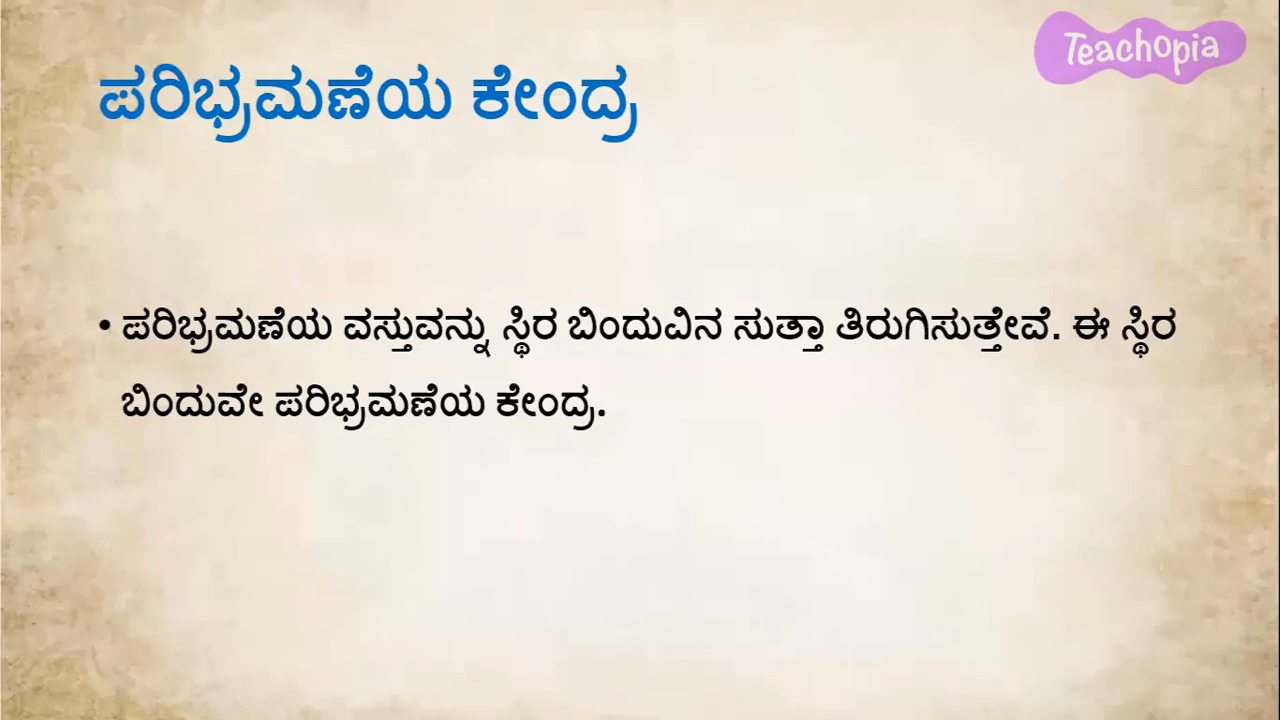 Teachopia
ಪರಿಭ್ರಮಣೆಯ ಕೇಂದ್ರ
• ಪರಿಭ್ರಮಣೆಯ ವಸ್ತುವನ್ನು ಸ್ಥಿರ ಬಿಂದುವಿನ ಸುತ್ತಾ ತಿರುಗಿಸುತ್ತೇವೆ. ಈ ಸ್ಥಿರ
ಬಿಂದುವೇ ಪರಿಭ್ರಮಣೆಯ ಕೇಂದ್ರ.